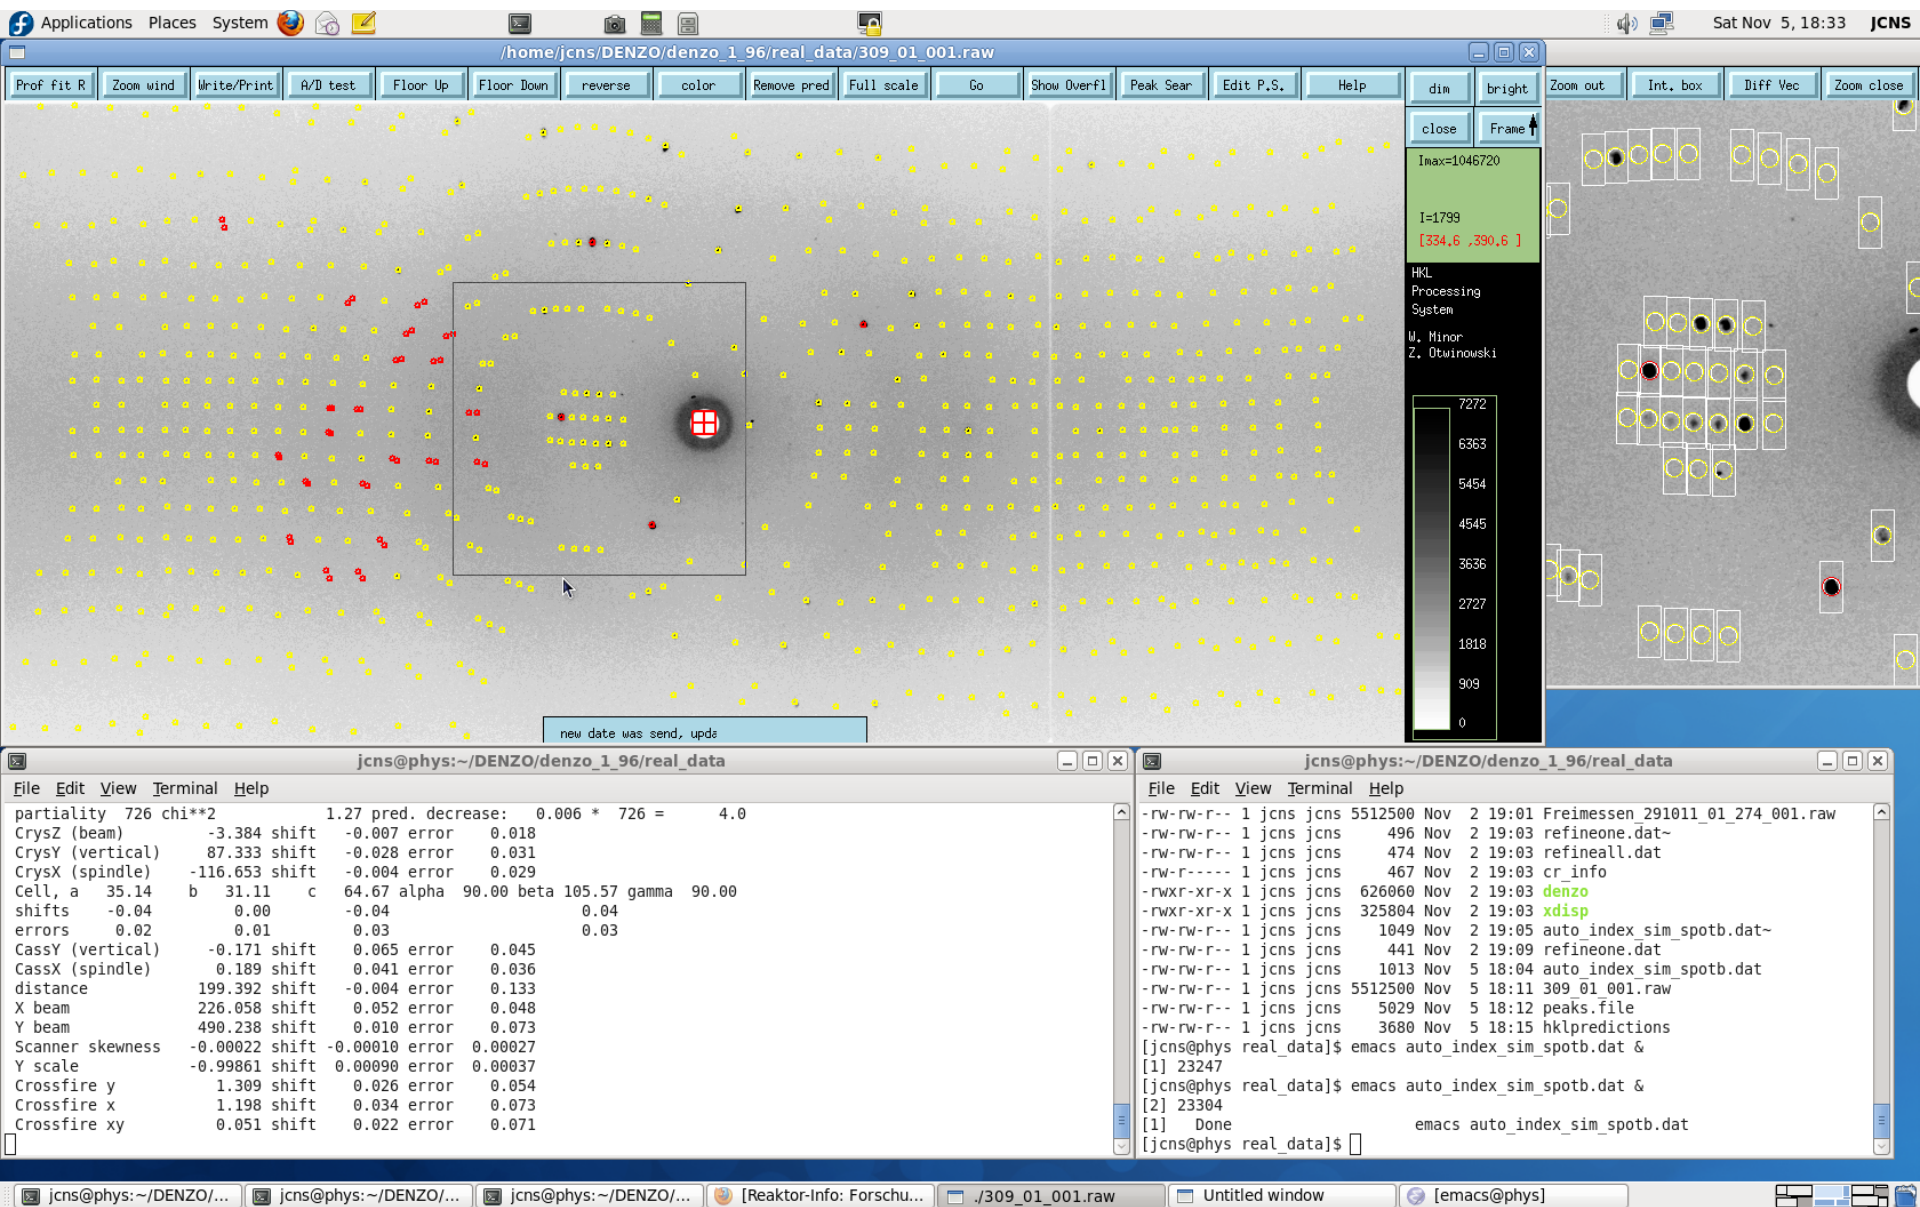 Applications Places System Sat Nov 5, 18:33 JCNS
/home/jcns/DENZO/denzo_1_96/real_data/309_01_001.raw
Prof fit R Zoom wind Write/Print A/D test Floor Up Floor Down reverse color Remove pred Full scale Go Show Overfl Peak Sear Edit P.S. Help dim bright Zoom out Int. box Diff Vec Zoom close
close Frame
Imax=1046720
I=1799
[334.6 ,390.6 ]
HKL
Processing
System
W. Minor
Z. Otwinowski
7272
6363
5454
4545
3636
2727
1818
909
0
new date was send, upda
jcns@phys:~/DENZO/denzo_1_96/real_data
File Edit View Terminal Help
partiality 726 chi**2 1.27 pred. decrease: 0.006 * 726 = 4.0
CrysZ (beam) -3.384 shift -0.007 error 0.018
CrysY (vertical) 87.333 shift -0.028 error 0.031
CrysX (spindle) -116.653 shift -0.004 error 0.029
Cell, a 35.14 b 31.11 c 64.67 alpha 90.00 beta 105.57 gamma 90.00
shifts -0.04 0.00 -0.04 0.04
errors 0.02 0.01 0.03 0.03
CassY (vertical) -0.171 shift 0.065 error 0.045
CassX (spindle) 0.189 shift 0.041 error 0.036
distance 199.392 shift -0.004 error 0.133
X beam 226.058 shift 0.052 error 0.048
Y beam 490.238 shift 0.010 error 0.073
Scanner skewness -0.00022 shift -0.00010 error 0.00027
Y scale -0.99861 shift 0.00090 error 0.00037
Crossfire y 1.309 shift 0.026 error 0.054
Crossfire x 1.198 shift 0.034 error 0.073
Crossfire xy 0.051 shift 0.022 error 0.071
jcns@phys:~/DENZO/denzo_1_96/real_data
File Edit View Terminal Help
-rw-rw-r-- 1 jcns jcns 5512500 Nov 2 19:01 Freimessen_291011_01_274_001.raw
-rw-rw-r-- 1 jcns jcns 496 Nov 2 19:03 refineone.dat~
-rw-rw-r-- 1 jcns jcns 474 Nov 2 19:03 refineall.dat
-rw-r----- 1 jcns jcns 467 Nov 2 19:03 cr_info
-rwxr-xr-x 1 jcns jcns 626060 Nov 2 19:03 denzo
-rwxr-xr-x 1 jcns jcns 325804 Nov 2 19:03 xdisp
-rw-rw-r-- 1 jcns jcns 1049 Nov 2 19:05 auto_index_sim_spotb.dat~
-rw-rw-r-- 1 jcns jcns 441 Nov 2 19:09 refineone.dat
-rw-rw-r-- 1 jcns jcns 1013 Nov 5 18:04 auto_index_sim_spotb.dat
-rw-rw-r-- 1 jcns jcns 5512500 Nov 5 18:11 309_01_001.raw
-rw-rw-r-- 1 jcns jcns 5029 Nov 5 18:12 peaks.file
-rw-rw-r-- 1 jcns jcns 3680 Nov 5 18:15 hklpredictions
[jcns@phys real_data]$ emacs auto_index_sim_spotb.dat &
[1] 23247
[jcns@phys real_data]$ emacs auto_index_sim_spotb.dat &
[2] 23304
[1] Done emacs auto_index_sim_spotb.dat
[jcns@phys real_data]$
jcns@phys:~/DENZO/... jcns@phys:~/DENZO/... jcns@phys:~/DENZO/... [Reaktor-Info: Forschu... ./309_01_001.raw Untitled window [emacs@phys]